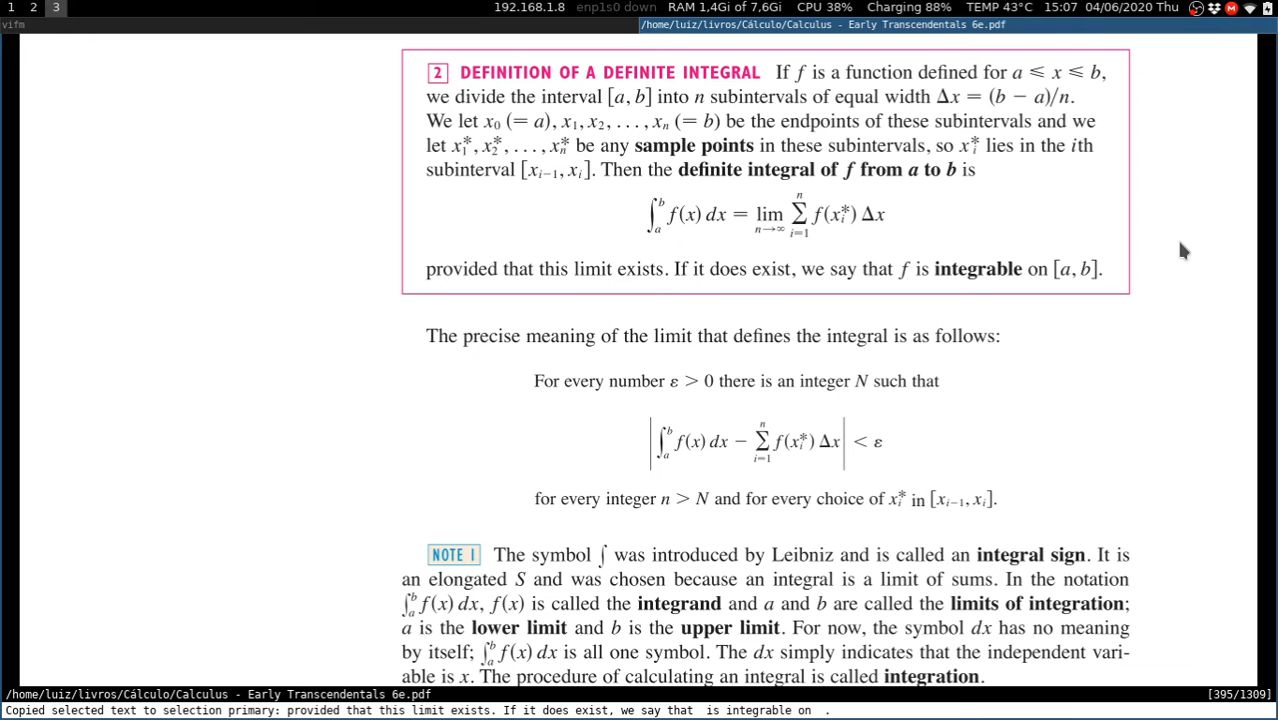 1 2 3 192.168.1.8 enp1s0 down RAM 1,4Gi of 7,6Gi CPU 38% Charging 88% TEMP 43°C 15:07 04/06/2020 Thu
vifm /home/luiz/livros/Cálculo/Calculus - Early Transcendentals 6e.pdf
2 DEFINITION OF A DEFINITE INTEGRAL If f is a function defined for a ≤ x ≤ b,
we divide the interval [a, b] into n subintervals of equal width Δx = (b − a)/n.
We let x₀ (= a), x₁, x₂, . . . , xₙ (= b) be the endpoints of these subintervals and we
let x₁*, x₂*, . . . , xₙ* be any sample points in these subintervals, so xᵢ* lies in the ith
subinterval [xᵢ₋₁, xᵢ]. Then the definite integral of f from a to b is
∫ₐᵇ f(x) dx = lim n→∞ ∑ i=1 n f(xᵢ*) Δx
provided that this limit exists. If it does exist, we say that f is integrable on [a, b].
The precise meaning of the limit that defines the integral is as follows:
For every number ε > 0 there is an integer N such that
| ∫ₐᵇ f(x) dx − ∑ i=1 n f(xᵢ*) Δx | < ε
for every integer n > N and for every choice of xᵢ* in [xᵢ₋₁, xᵢ].
NOTE 1 The symbol ∫ was introduced by Leibniz and is called an integral sign. It is
an elongated S and was chosen because an integral is a limit of sums. In the notation
∫ₐᵇ f(x) dx, f(x) is called the integrand and a and b are called the limits of integration;
a is the lower limit and b is the upper limit. For now, the symbol dx has no meaning
by itself; ∫ₐᵇ f(x) dx is all one symbol. The dx simply indicates that the independent vari-
able is x. The procedure of calculating an integral is called integration.
/home/luiz/livros/Cálculo/Calculus - Early Transcendentals 6e.pdf [395/1309]
Copied selected text to selection primary: provided that this limit exists. If it does exist, we say that  is integrable on  .